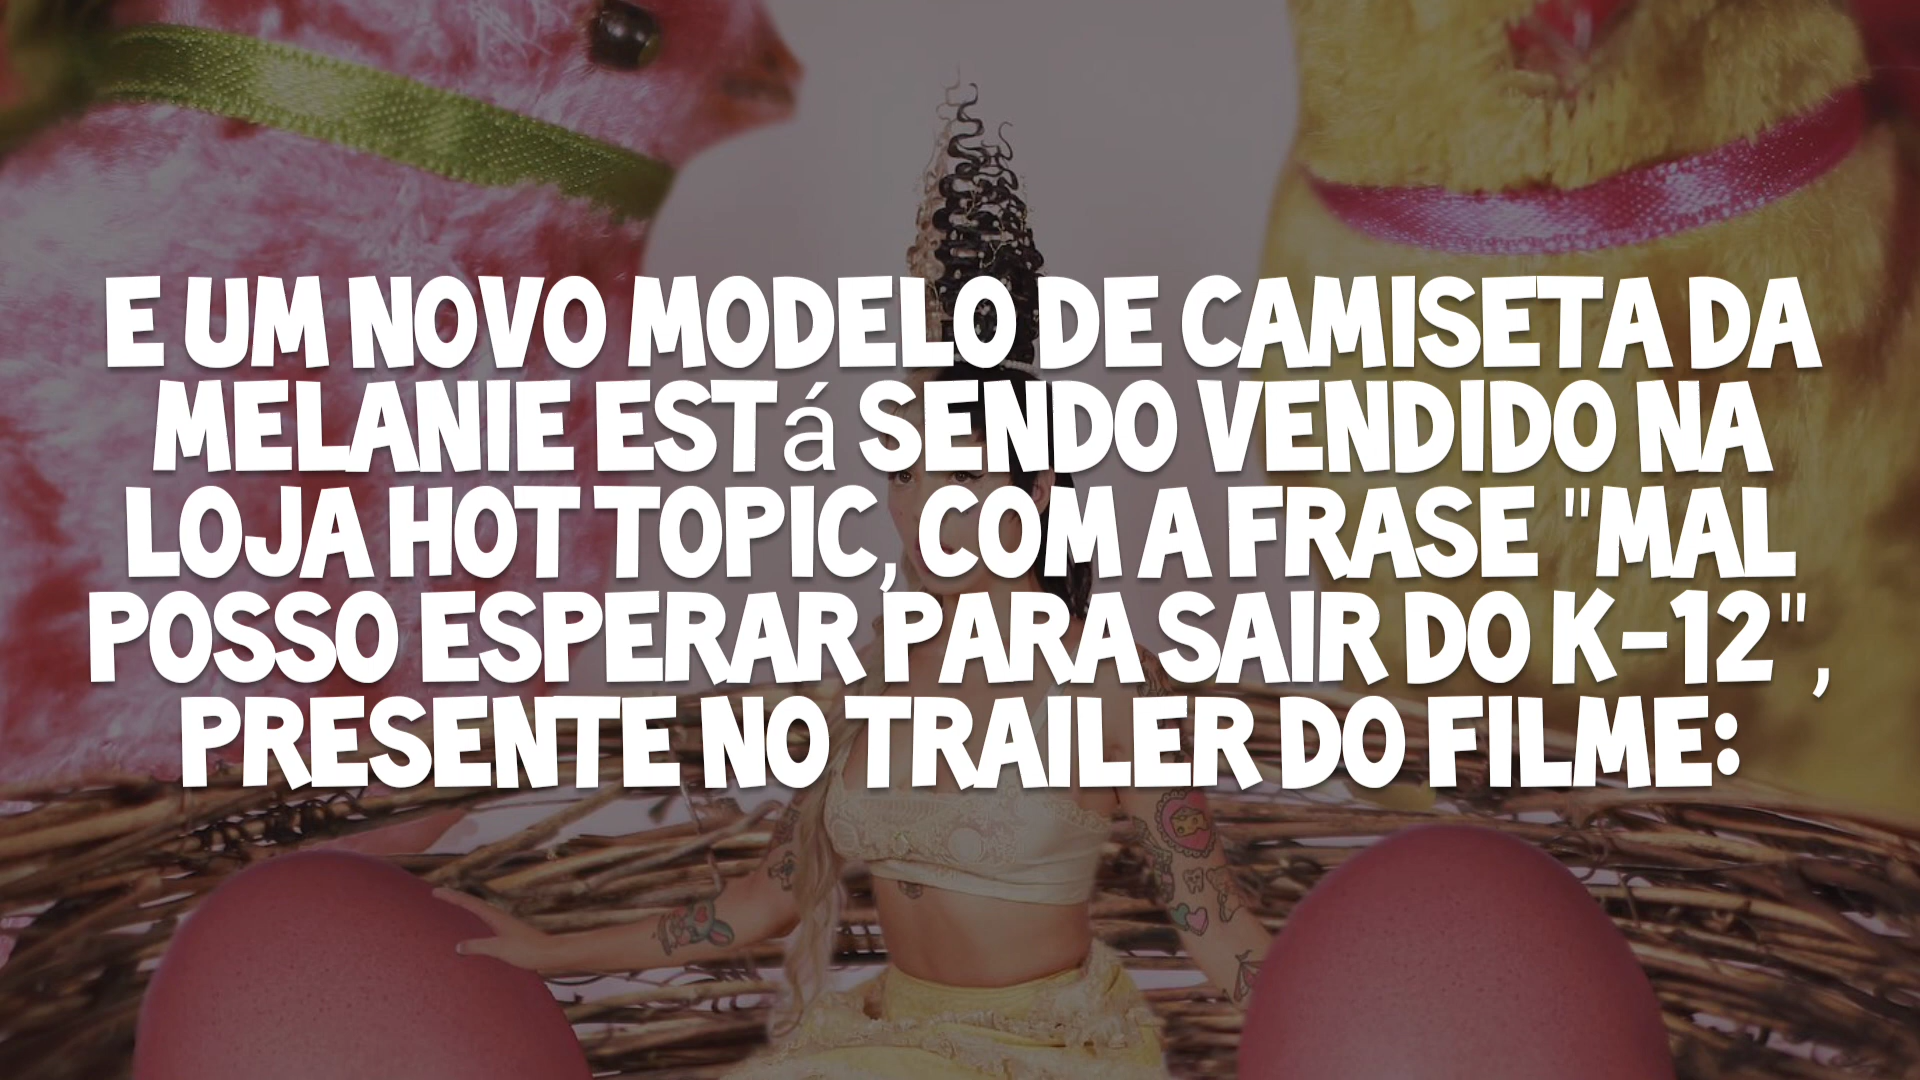 E UM NOVO MODELO DE CAMISETA DA
MELANIE ESTá SENDO VENDIDO NA
LOJA HOT TOPIC, COM A FRASE "MAL
POSSO ESPERAR PARA SAIR DO K-12",
PRESENTE NO TRAILER DO FILME: